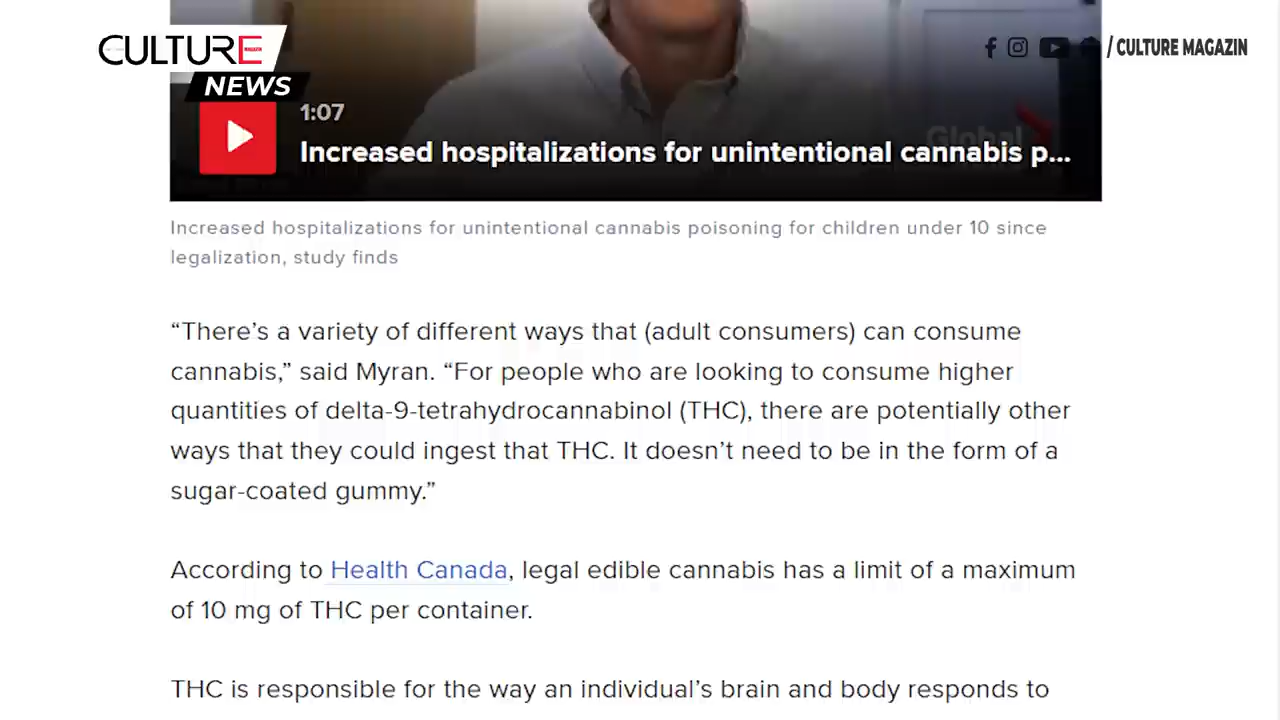 CULTURE
NEWS
/ CULTURE MAGAZIN
1:07
Global
Increased hospitalizations for unintentional cannabis p...
Increased hospitalizations for unintentional cannabis poisoning for children under 10 since
legalization, study finds
“There’s a variety of different ways that (adult consumers) can consume
cannabis,” said Myran. “For people who are looking to consume higher
quantities of delta-9-tetrahydrocannabinol (THC), there are potentially other
ways that they could ingest that THC. It doesn’t need to be in the form of a
sugar-coated gummy.”
According to Health Canada, legal edible cannabis has a limit of a maximum
of 10 mg of THC per container.
THC is responsible for the way an individual’s brain and body responds to